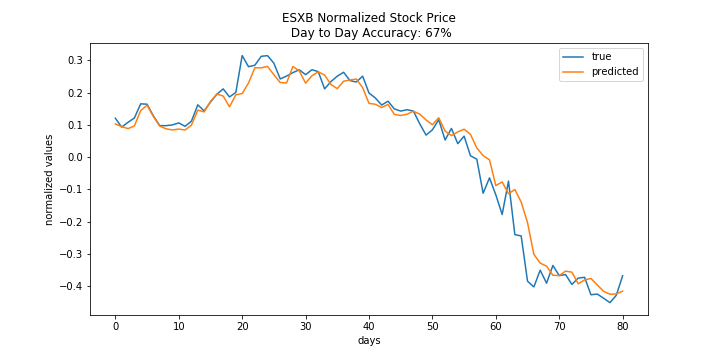 ESXB Normalized Stock Price
Day to Day Accuracy: 67%
true
predicted
normalized values
0.3
0.2
0.1
0.0
−0.1
−0.2
−0.3
−0.4
0 10 20 30 40 50 60 70 80
days